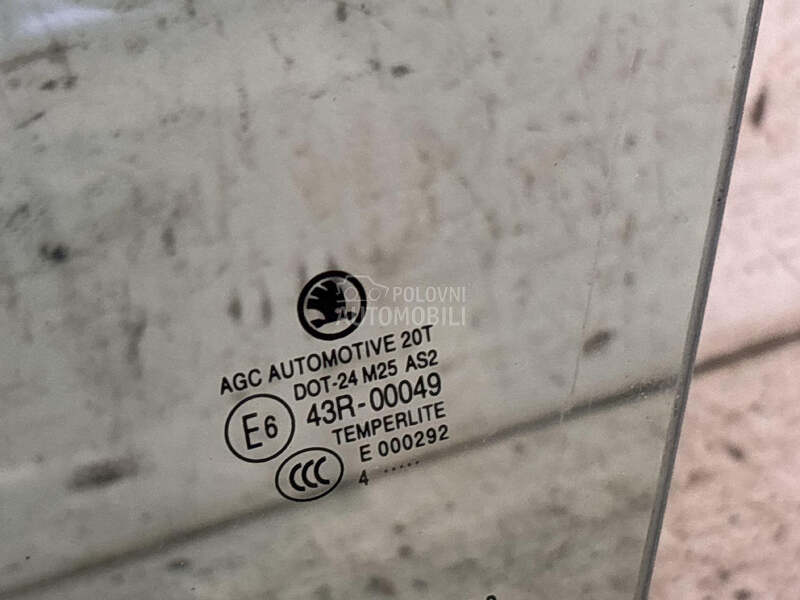 POLOVNI
AUTOMOBILI
AGC AUTOMOTIVE 20T
DOT-24 M25 AS2
E6
43R-00049
TEMPERLITE
E 000292
CCC
4 .....